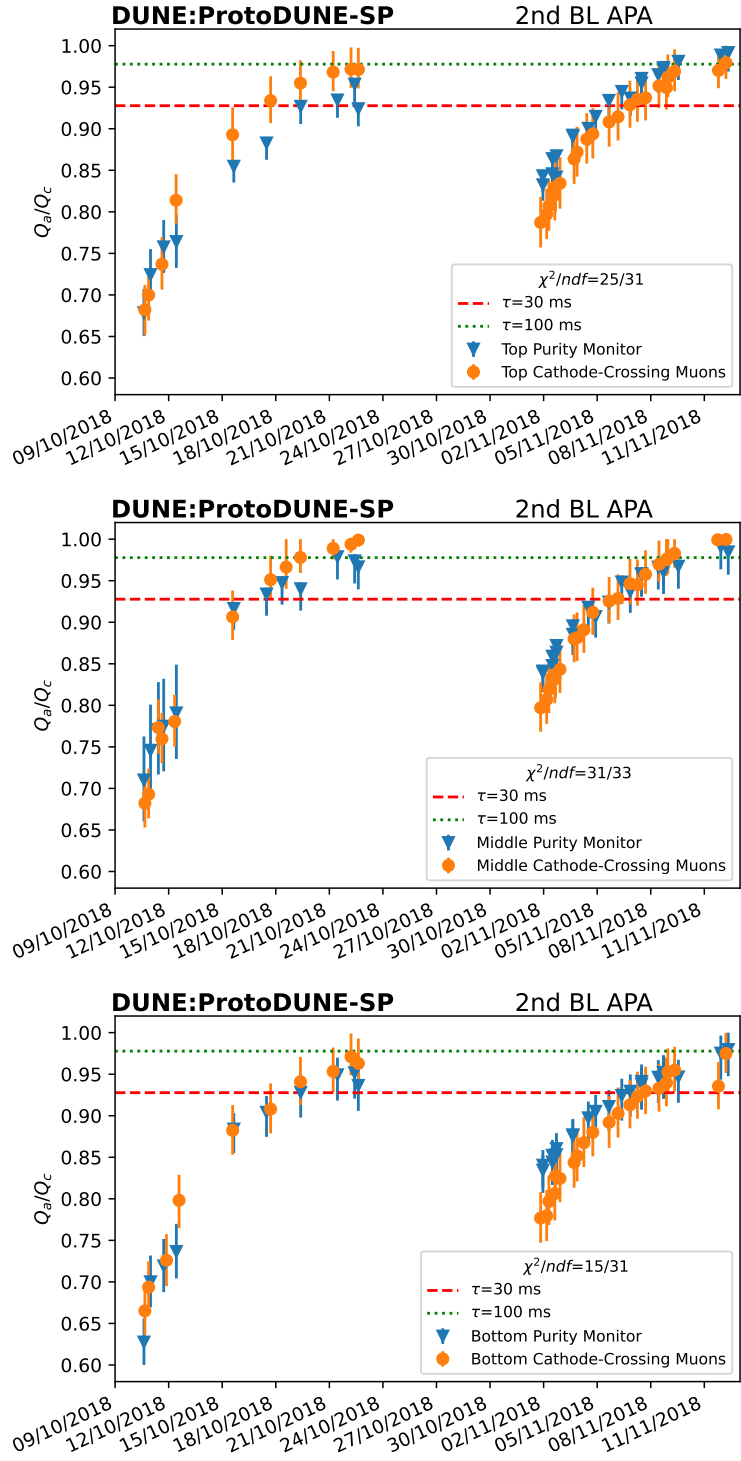 DUNE:ProtoDUNE-SP 2nd BL APA
1.00
0.95
0.90
0.85
0.80
0.75
0.70
0.65
0.60
Qa/Qc
χ²/ndf=25/31
τ=30 ms
τ=100 ms
Top Purity Monitor
Top Cathode-Crossing Muons
09/10/2018 12/10/2018 15/10/2018 18/10/2018 21/10/2018 24/10/2018 27/10/2018 30/10/2018 02/11/2018 05/11/2018 08/11/2018 11/11/2018
DUNE:ProtoDUNE-SP 2nd BL APA
1.00
0.95
0.90
0.85
0.80
0.75
0.70
0.65
0.60
Qa/Qc
χ²/ndf=31/33
τ=30 ms
τ=100 ms
Middle Purity Monitor
Middle Cathode-Crossing Muons
09/10/2018 12/10/2018 15/10/2018 18/10/2018 21/10/2018 24/10/2018 27/10/2018 30/10/2018 02/11/2018 05/11/2018 08/11/2018 11/11/2018
DUNE:ProtoDUNE-SP 2nd BL APA
1.00
0.95
0.90
0.85
0.80
0.75
0.70
0.65
0.60
Qa/Qc
χ²/ndf=15/31
τ=30 ms
τ=100 ms
Bottom Purity Monitor
Bottom Cathode-Crossing Muons
09/10/2018 12/10/2018 15/10/2018 18/10/2018 21/10/2018 24/10/2018 27/10/2018 30/10/2018 02/11/2018 05/11/2018 08/11/2018 11/11/2018